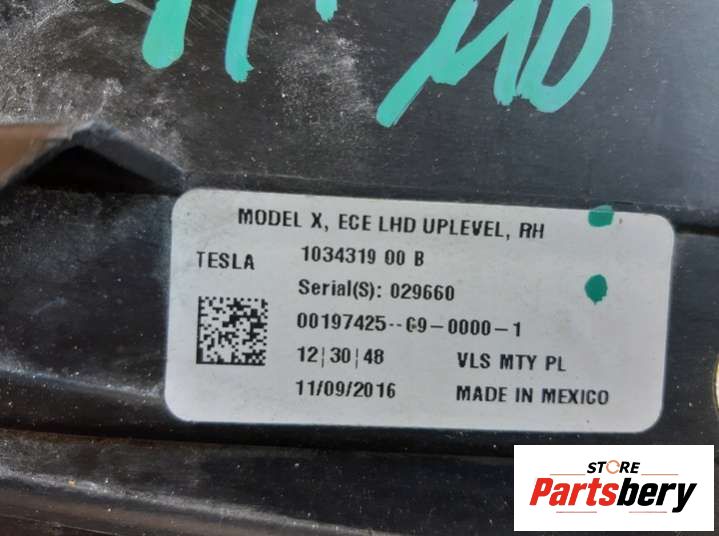 MODEL X, ECE LHD UPLEVEL, RH
TESLA 1034319 00 B
Serial(S): 029660
00197425--C9-0000-1
12|30|48 VLS MTY PL
11/09/2016 MADE IN MEXICO
STORE
Partsbery